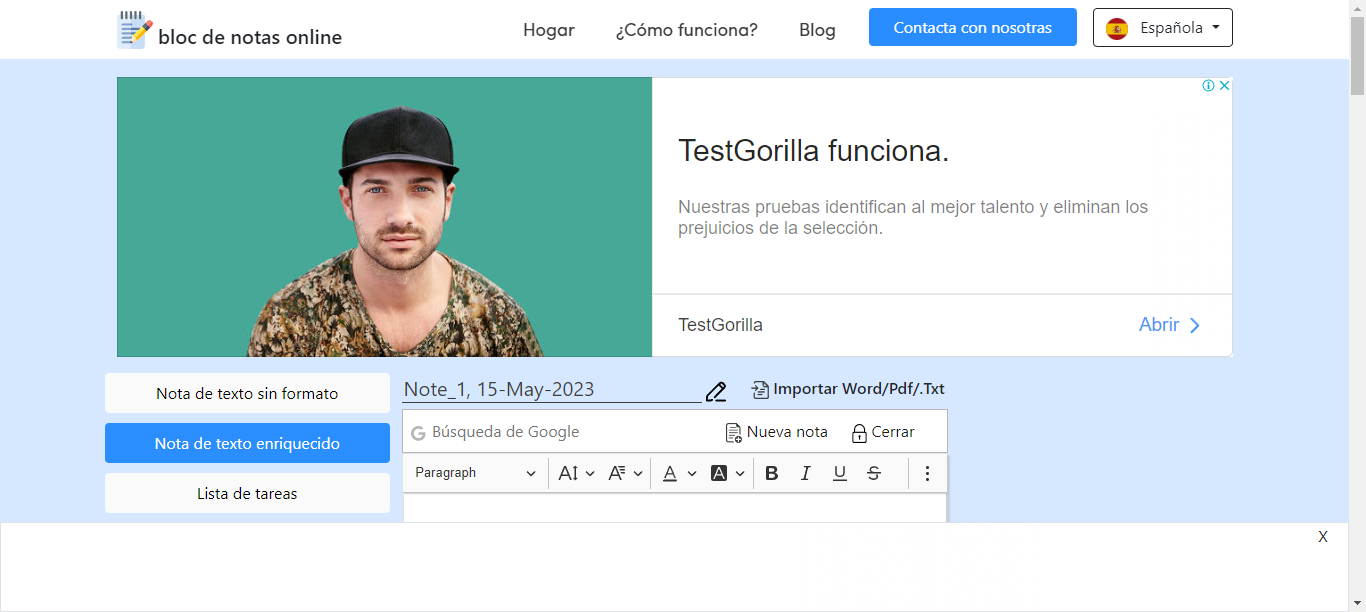 bloc de notas online
Hogar
¿Cómo funciona?
Blog
Contacta con nosotras
Española
TestGorilla funciona.
Nuestras pruebas identifican al mejor talento y eliminan los
prejuicios de la selección.
TestGorilla
Abrir
Nota de texto sin formato
Nota de texto enriquecido
Lista de tareas
Note_1, 15-May-2023
Importar Word/Pdf/.Txt
Búsqueda de Google
Nueva nota
Cerrar
Paragraph
A A A A B I U S
X